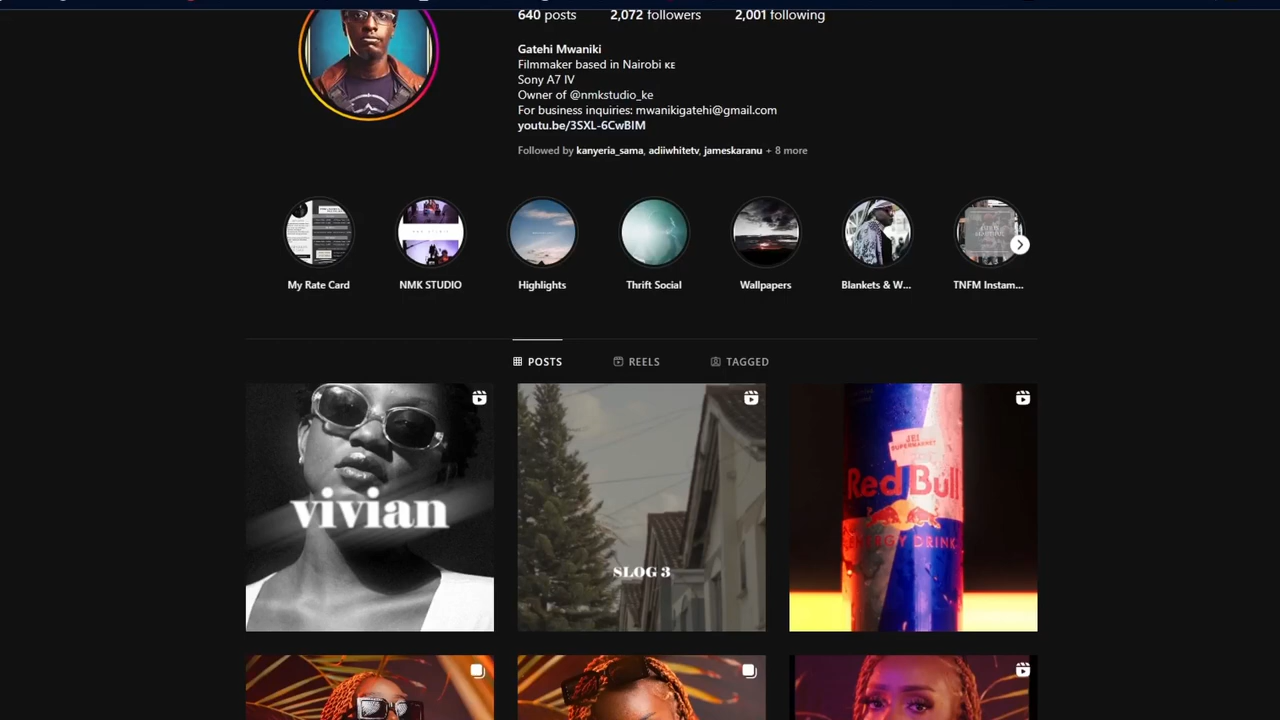 640 posts 2,072 followers 2,001 following
Gatehi Mwaniki
Filmmaker based in Nairobi KE
Sony A7 IV
Owner of @nmkstudio_ke
For business inquiries: mwanikigatehi@gmail.com
youtu.be/3SXL-6CwBIM
Followed by kanyeria_sama, adiiwhitetv, jameskaranu + 8 more
My Rate Card NMK STUDIO Highlights Thrift Social Wallpapers Blankets & W... TNFM Instam...
POSTS REELS TAGGED
vivian
SLOG 3
JEI
SUPERMARKET
Red Bull
ENERGY DRINK